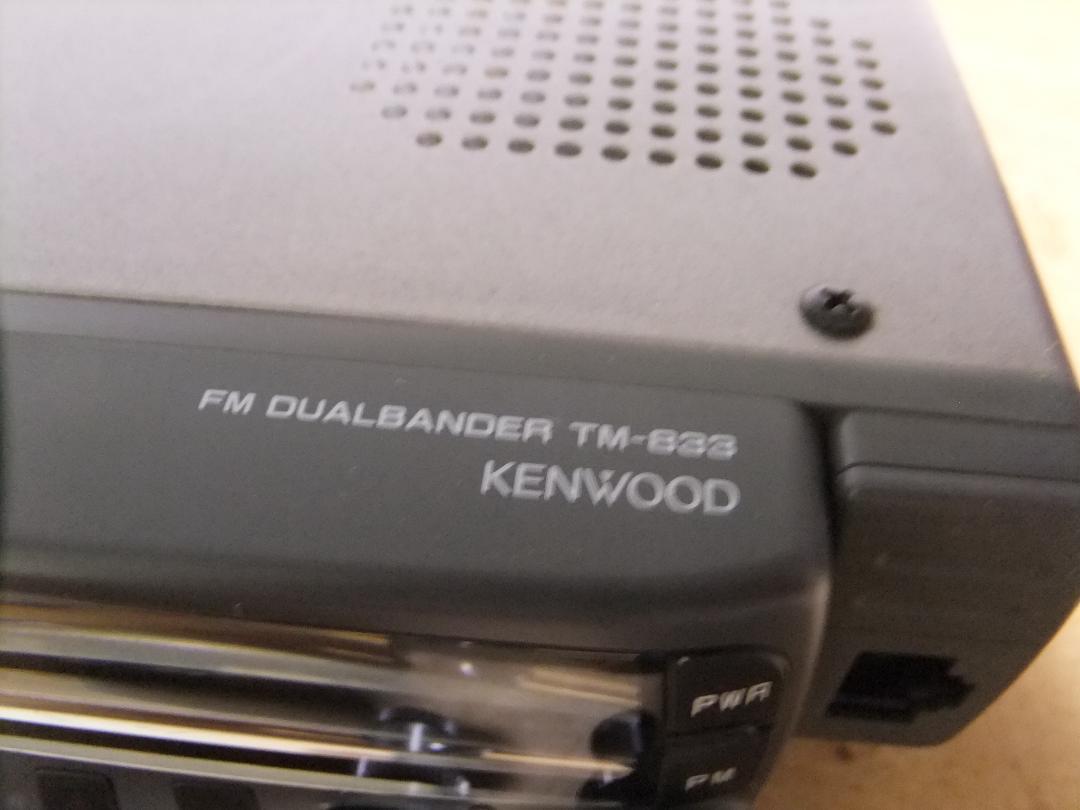 FM DUALBANDER TM-833
KENWOOD
PWR
PM